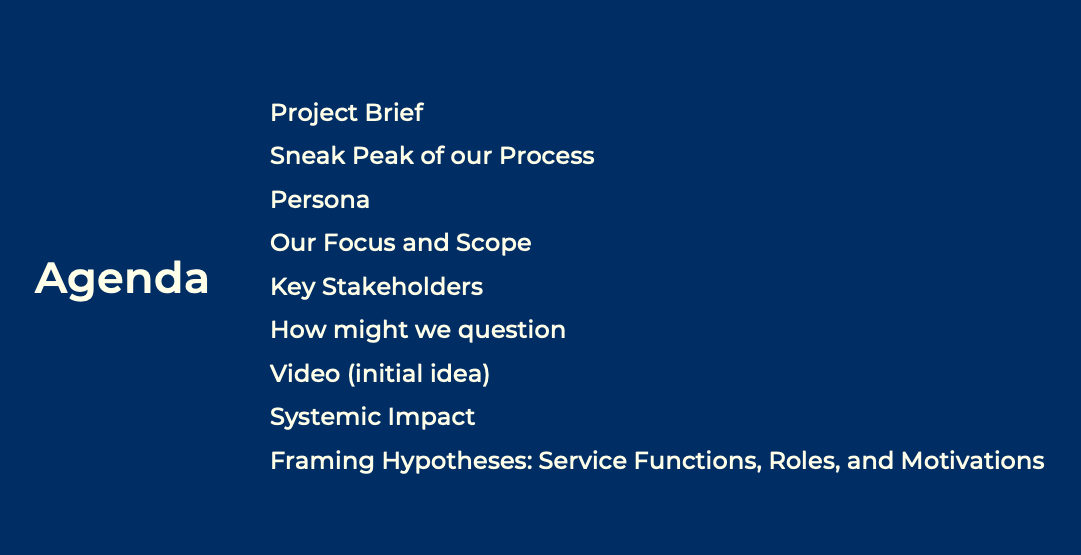 Agenda
Project Brief
Sneak Peak of our Process
Persona
Our Focus and Scope
Key Stakeholders
How might we question
Video (initial idea)
Systemic Impact
Framing Hypotheses: Service Functions, Roles, and Motivations